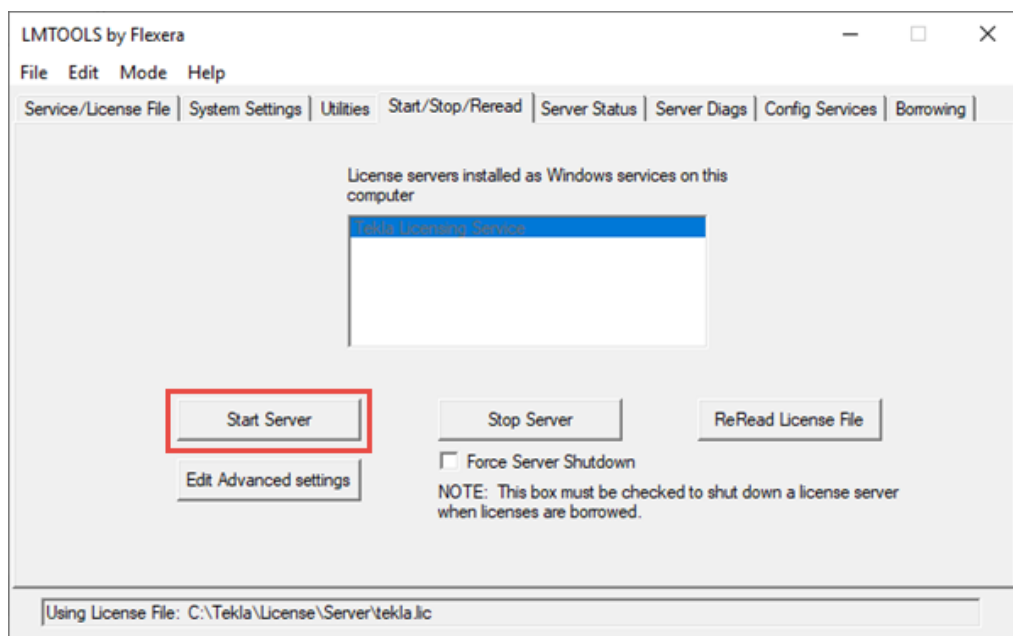 LMTOOLS by Flexera
File Edit Mode Help
Service/License File System Settings Utilities Start/Stop/Reread Server Status Server Diags Config Services Borrowing
License servers installed as Windows services on this
computer
Tekla Licensing Service
Start Server Stop Server ReRead License File
Force Server Shutdown
Edit Advanced settings
NOTE: This box must be checked to shut down a license server
when licenses are borrowed.
Using License File: C:\Tekla\License\Server\tekla.lic